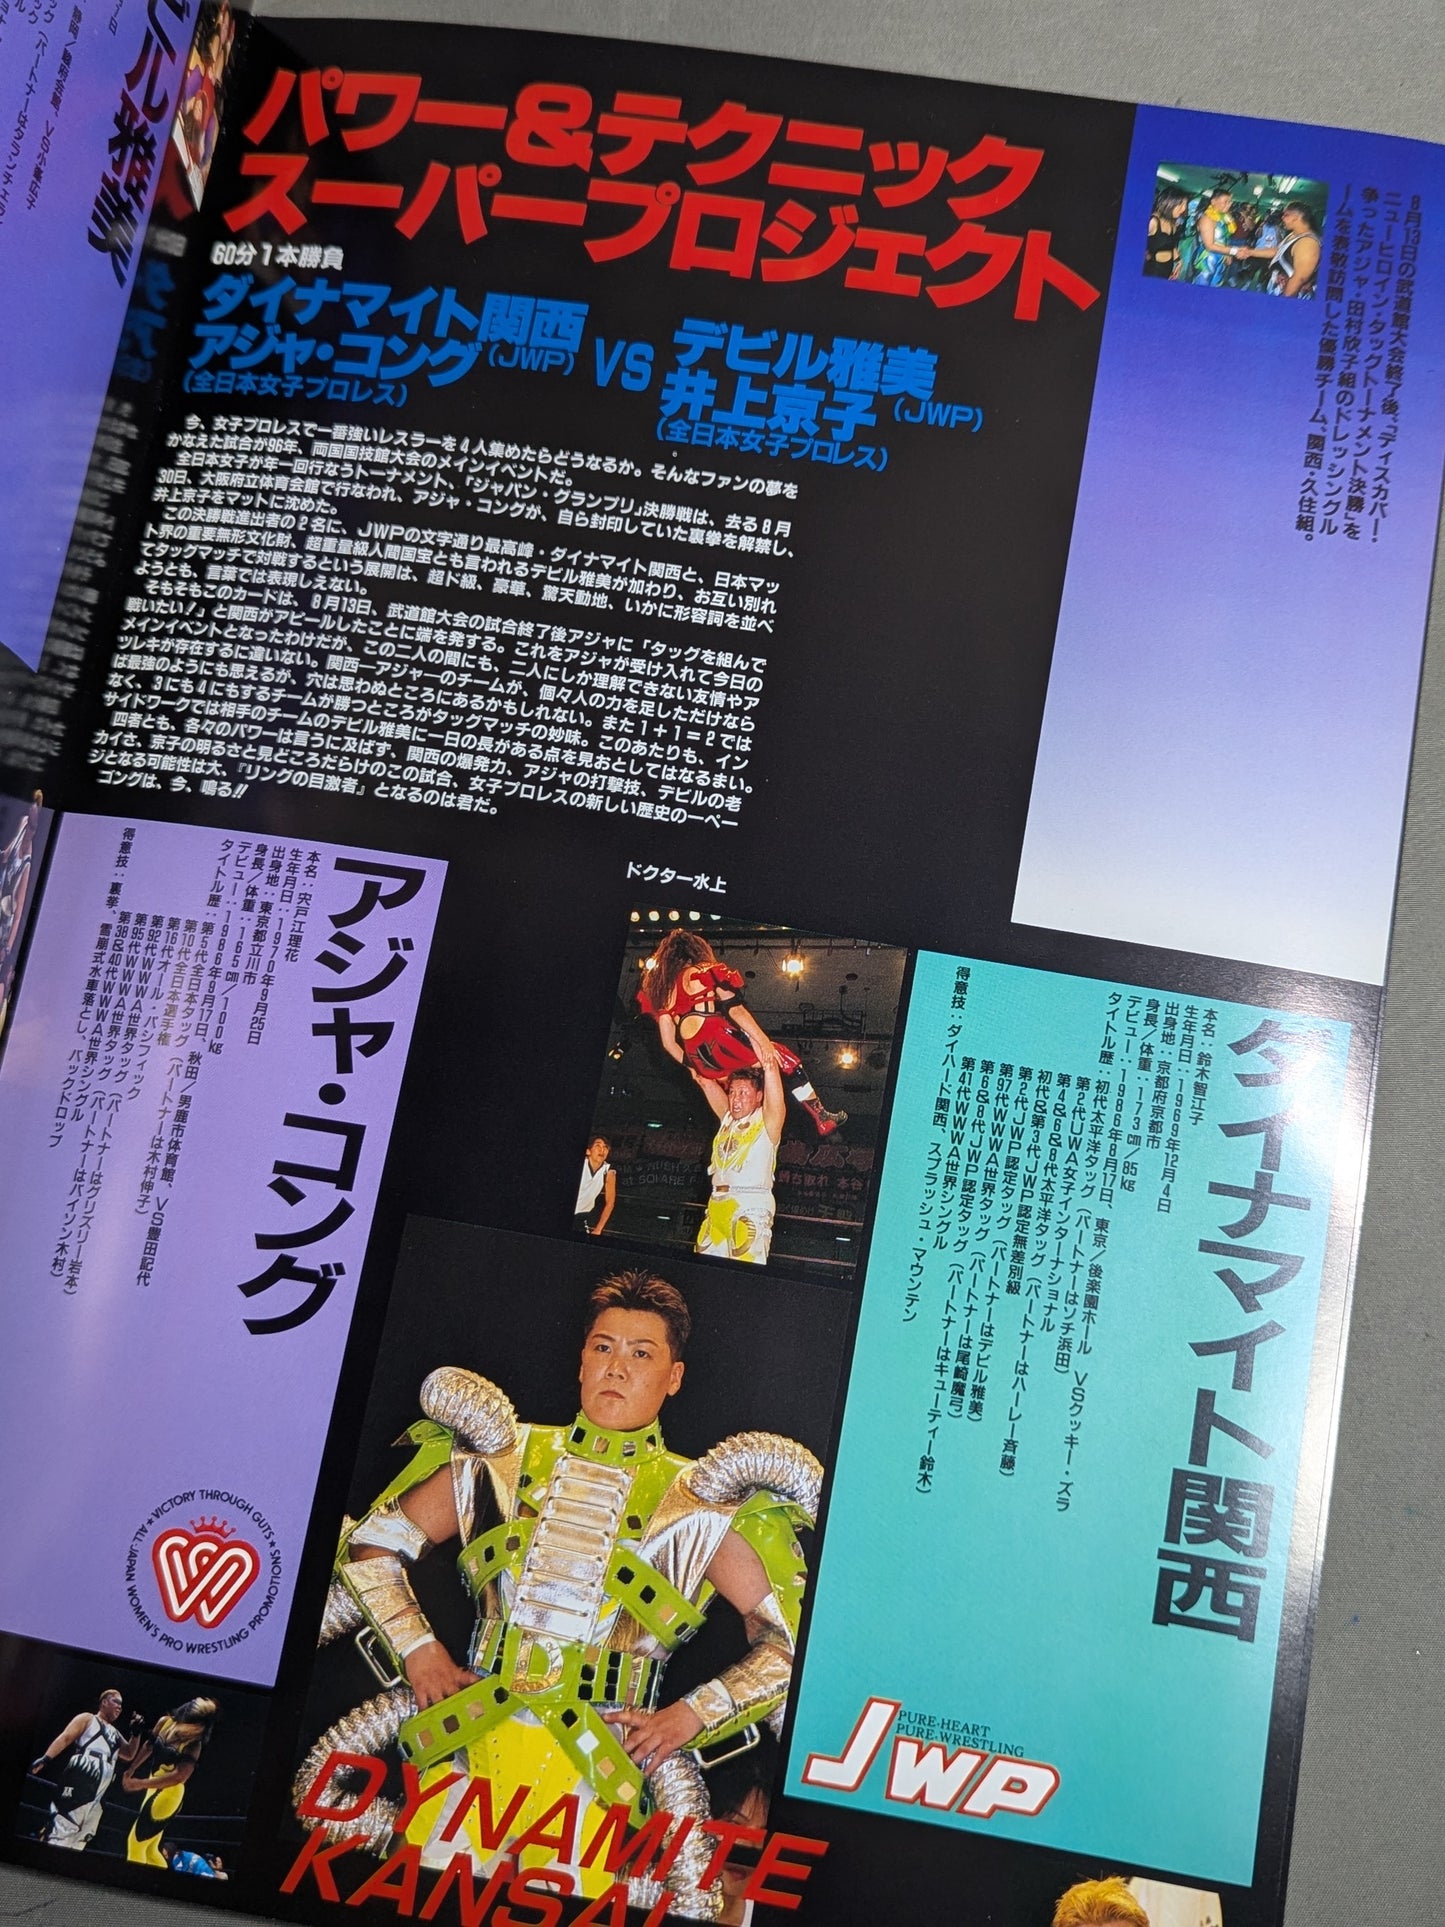 パワー&テクニック
スーパープロジェクト
60分1本勝負
ダイナマイト関西
(JWP)
アジャ・コング
(全日本女子プロレス)
VS
デビル雅美
(JWP)
井上京子
(全日本女子プロレス)
今、女子プロレスで一番強いレスラーを4人集めたらどうなるか。そんなファンの夢を
かなえた試合が96年、両国国技館大会のメインイベントだ。
全日本女子が年一回行なうトーナメント、「ジャパン・グランプリ」決勝戦は、去る8月
30日、大阪府立体育会館で行なわれ、アジャ・コングが、自ら封印していた裏拳を解禁し、
井上京子をマットに沈めた。
この決勝戦進出者の2名に、JWPの文字通り最高峰・ダイナマイト関西と、日本マッ
ト界の重要無形文化財、超重量級人間国宝とも言われるデビル雅美が加わり、お互い別れ
てタッグマッチで対戦するという展開は、超ド級、豪華、驚天動地、いかに形容詞を並べ
ようとも、言葉では表現しえない。
そもそもこのカードは、8月13日、武道館大会の試合終了後アジャに「タッグを組んで
戦いたい!」と関西がアピールしたことに端を発する。これをアジャが受け入れて今日の
メインイベントとなったわけだが、この二人の間にも、二人にしか理解できない友情やア
ツレキが存在するに違いない。関西―アジャ―のチームが、個々人の力を足しただけなら
ば最強のようにも思えるが、穴は思わぬところにあるかもしれない。また1+1=2では
なく、3にも4にもするチームが勝つところがタッグマッチの妙味。このあたりも、イン
サイドワークでは相手のチームのデビル雅美に一日の長がある点を見おとしてはなるまい。
四者とも、各々のパワーは言うに及ばず、関西の爆発力、アジャの打撃技、デビルの老
カイさ、京子の明るさと見どころだらけのこの試合、女子プロレスの新しい歴史の一ペー
ジとなる可能性は大、『リングの目激者』となるのは君だ。
ゴングは、今、鳴る!!
ドクター水上
8月13日の武道館大会終了後、「ディスカバー・
ニューヒロイン・タッグトーナメント決勝」を
争ったアジャ・田村欣子組のドレッシングル
ームを表敬訪問した優勝チーム、関西・久住組。
アジャ・コング
本名:宍戸江理花
生年月日:1970年9月25日
出身地:東京都立川市
身長/体重:165cm/100kg
デビュー:1986年9月17日、秋田/男鹿市体育館、VS豊田記代
タイトル歴:第5代全日本タッグ
第10代全日本タッグ(パートナーは木村伸子)
第16代オール・パシフィック
第92代WWWA世界タッグ(パートナーはグリズリー岩本)
第95代WWWA世界タッグ(パートナーはバイソン木村)
第38&40代WWWA世界シングル
得意技:裏拳、雪崩式水車落とし、バックドロップ
ALL・JAPAN WOMEN'S PRO WRESTLING PROMOTIONS★VICTORY THROUGH GUTS★
ダイナマイト関西
本名:鈴木智江子
生年月日:1969年12月4日
出身地:京都府京都市
身長/体重:173cm/85kg
デビュー:1986年8月17日、東京/後楽園ホール VSクッキー・ズラ
タイトル歴:初代太平洋タッグ(パートナーはソチ浜田)
第2代UWA女子インターナショナル
第4&6&8代太平洋タッグ
初代&第3代JWP認定無差別級
第2代JWP認定タッグ(パートナーはハーレー斉藤)
第97代WWWA世界タッグ(パートナーは尾崎魔弓)
第6&8代JWP認定タッグ(パートナーはキューティー鈴木)
第41代WWWA世界シングル
得意技:ダイハード関西、スプラッシュ・マウンテン
PURE-HEART
PURE-WRESTLING
JWP
DYNAMITE
KANSAI